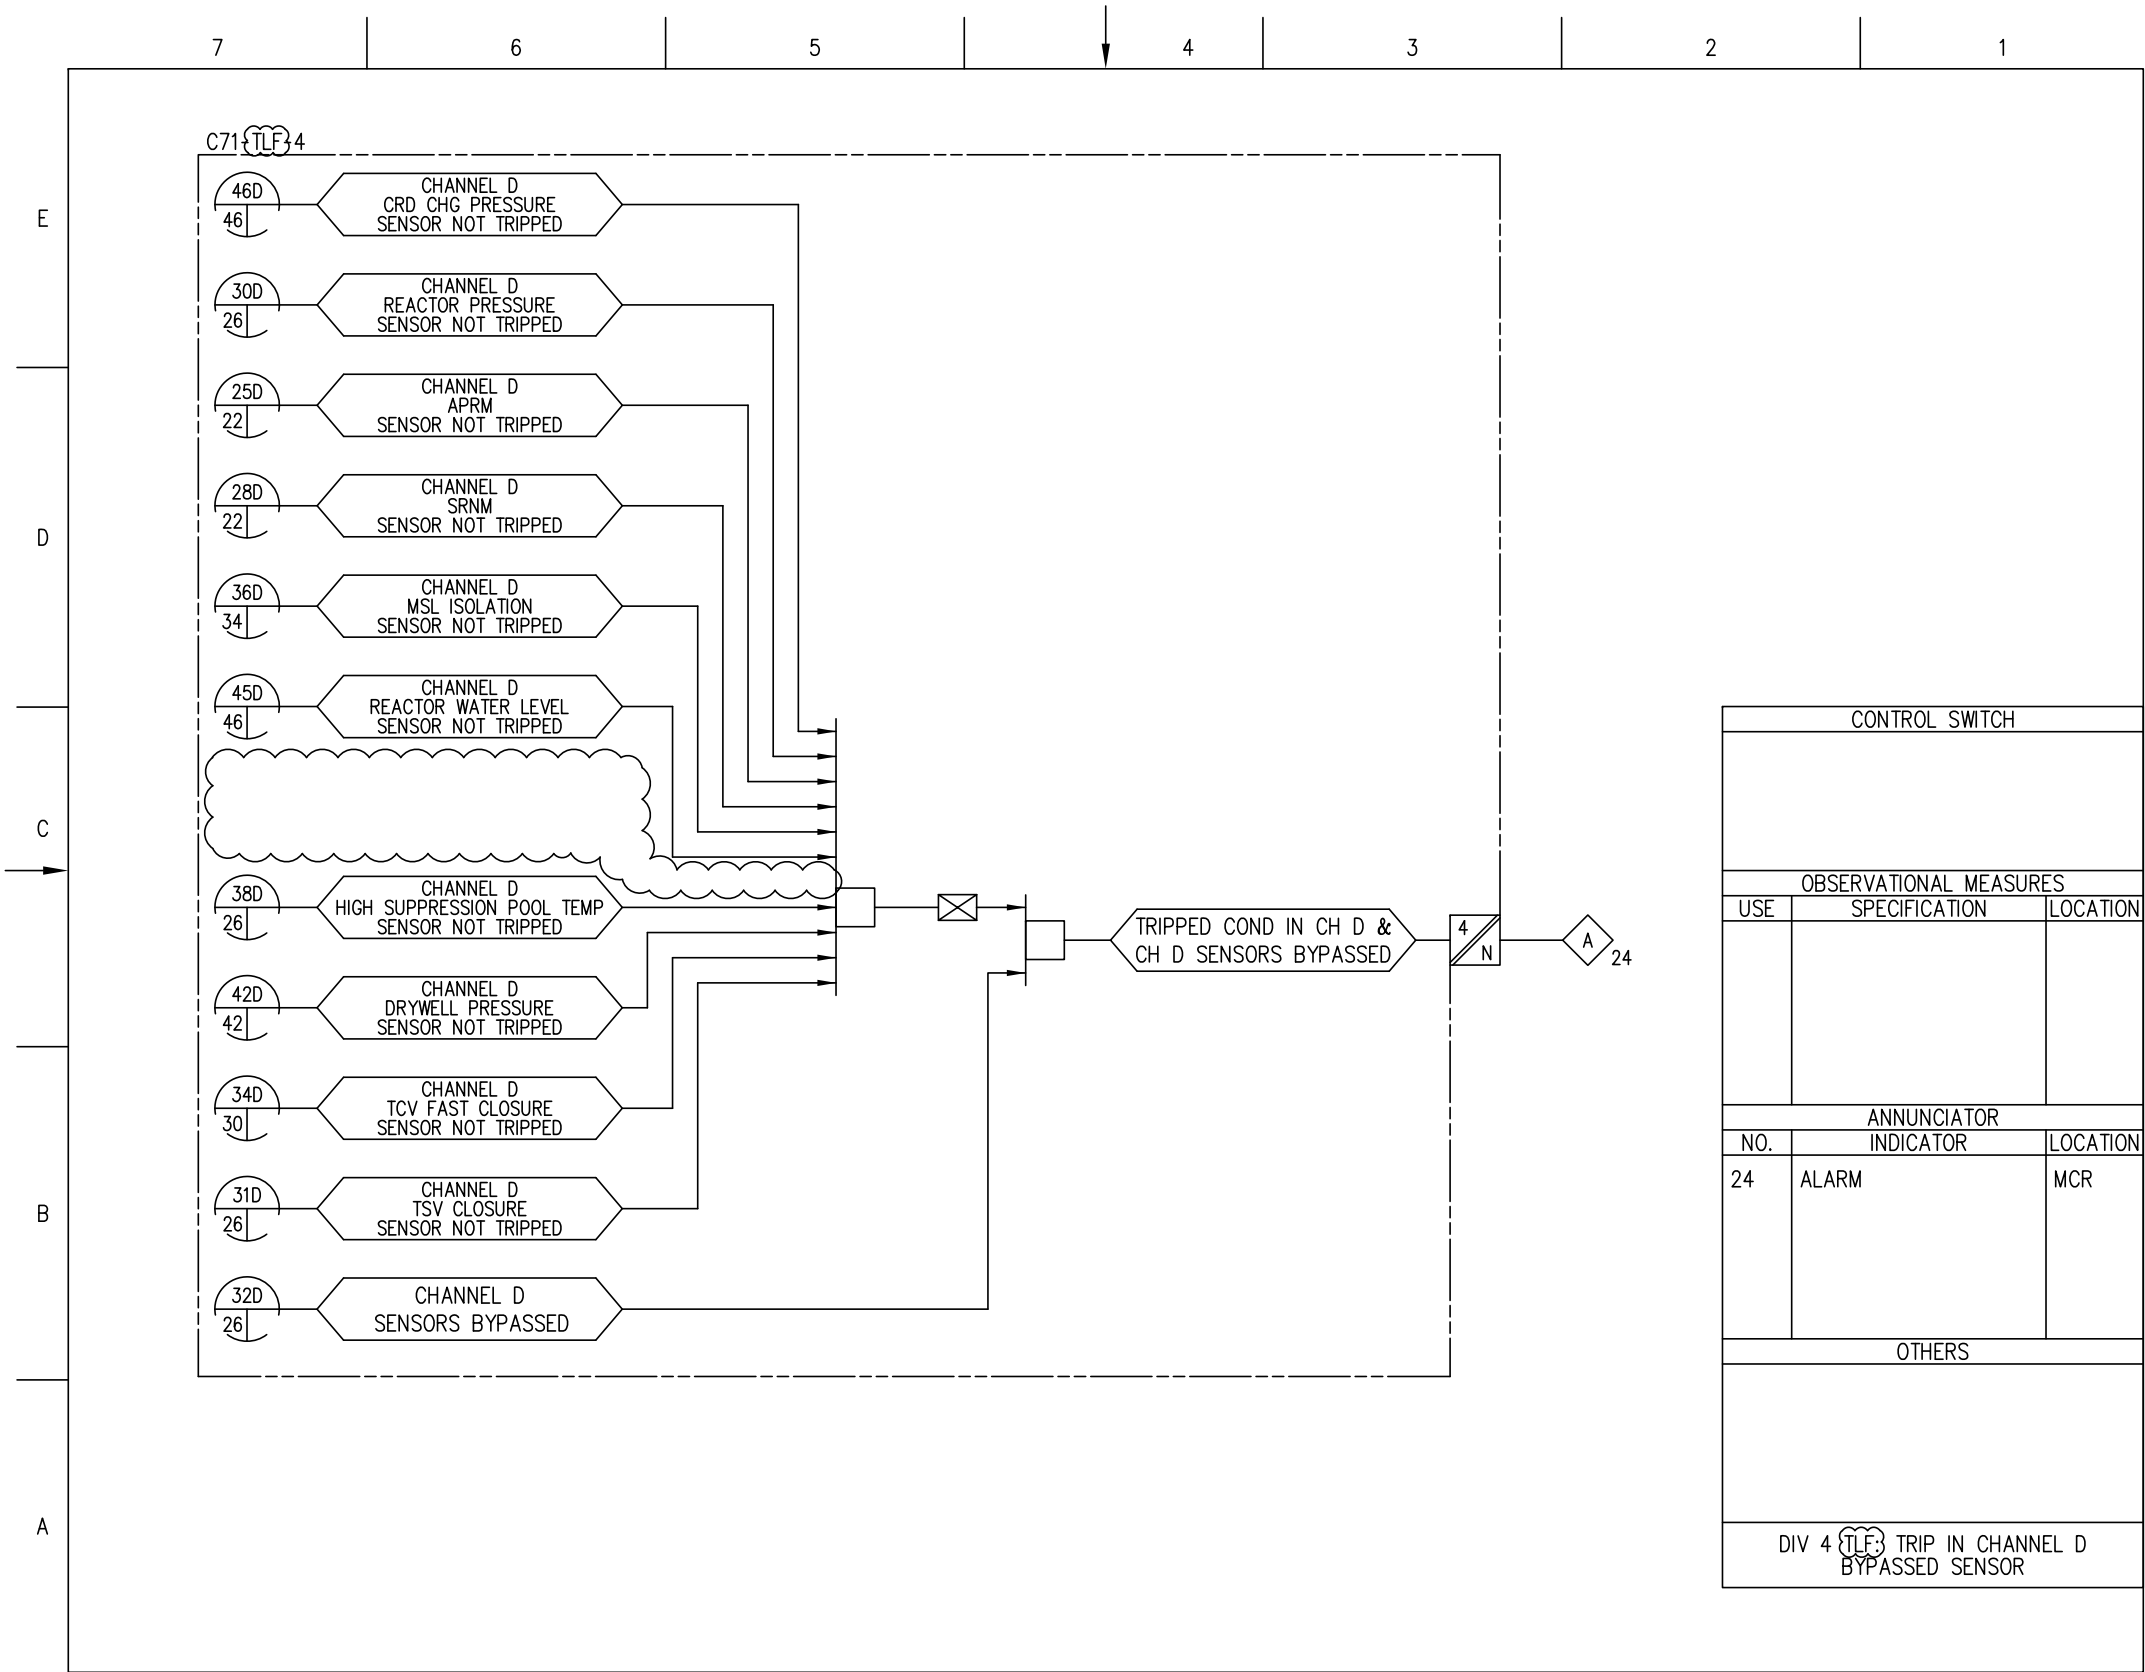 7 6 5 4 3 2 1
C71-TLF-4
E
46D
46
CHANNEL D
CRD CHG PRESSURE
SENSOR NOT TRIPPED
30D
26
CHANNEL D
REACTOR PRESSURE
SENSOR NOT TRIPPED
25D
22
CHANNEL D
APRM
SENSOR NOT TRIPPED
D
28D
22
CHANNEL D
SRNM
SENSOR NOT TRIPPED
36D
34
CHANNEL D
MSL ISOLATION
SENSOR NOT TRIPPED
45D
46
CHANNEL D
REACTOR WATER LEVEL
SENSOR NOT TRIPPED
C
38D
26
CHANNEL D
HIGH SUPPRESSION POOL TEMP
SENSOR NOT TRIPPED
42D
42
CHANNEL D
DRYWELL PRESSURE
SENSOR NOT TRIPPED
34D
30
CHANNEL D
TCV FAST CLOSURE
SENSOR NOT TRIPPED
B
31D
26
CHANNEL D
TSV CLOSURE
SENSOR NOT TRIPPED
32D
26
CHANNEL D
SENSORS BYPASSED
A
TRIPPED COND IN CH D &
CH D SENSORS BYPASSED
4
N
A
24
CONTROL SWITCH
OBSERVATIONAL MEASURES
USE SPECIFICATION LOCATION
ANNUNCIATOR
NO. INDICATOR LOCATION
24 ALARM MCR
OTHERS
DIV 4 TLF: TRIP IN CHANNEL D
BYPASSED SENSOR